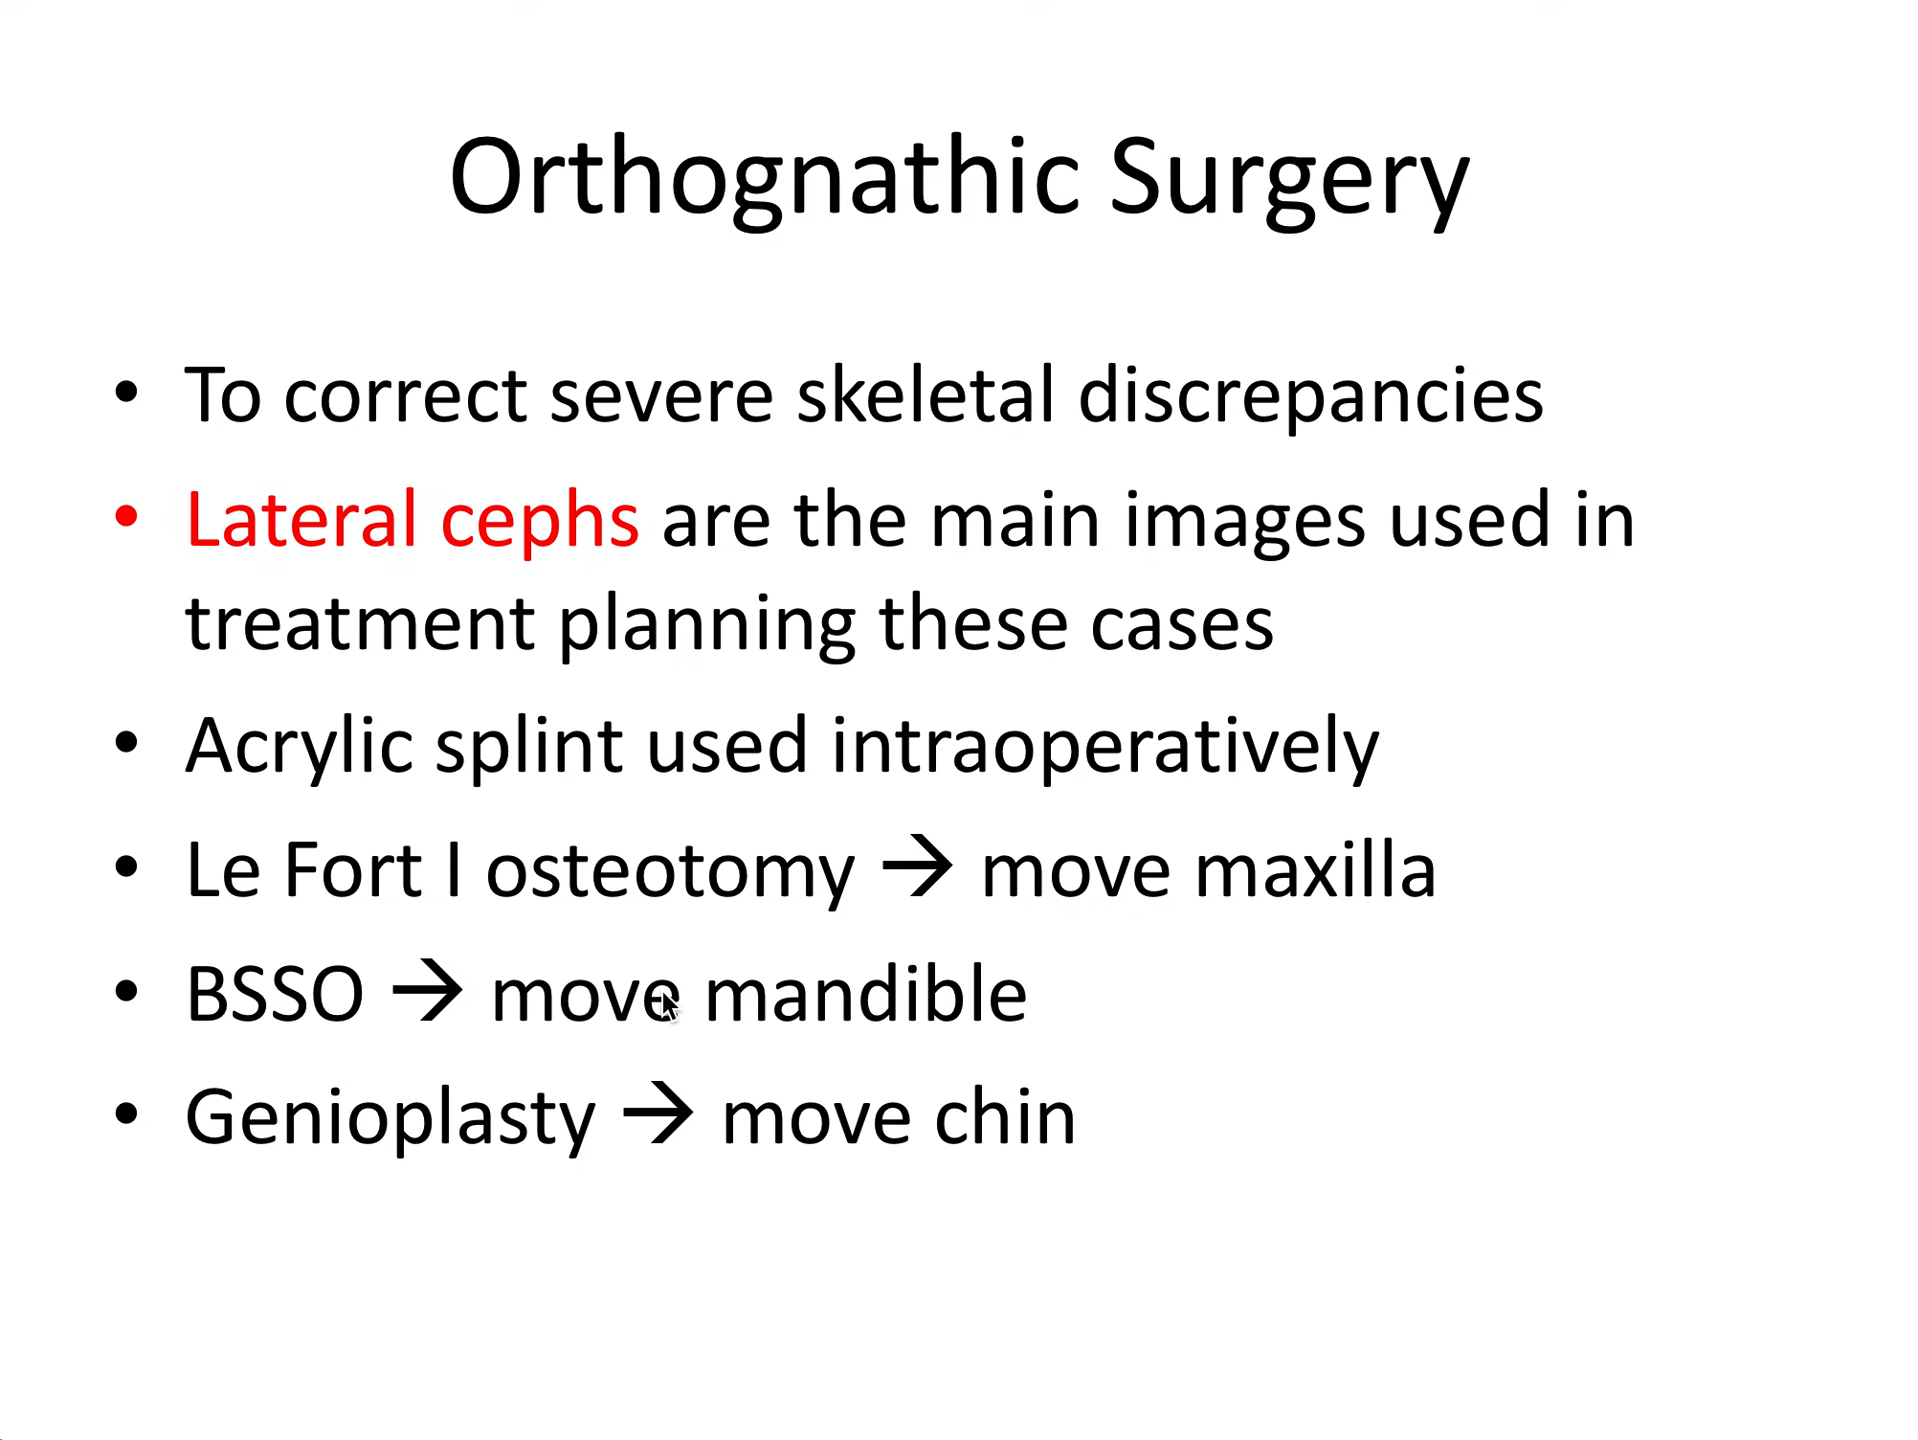 Orthognathic Surgery
• To correct severe skeletal discrepancies
• Lateral cephs are the main images used in
treatment planning these cases
• Acrylic splint used intraoperatively
• Le Fort I osteotomy → move maxilla
• BSSO → move mandible
• Genioplasty → move chin